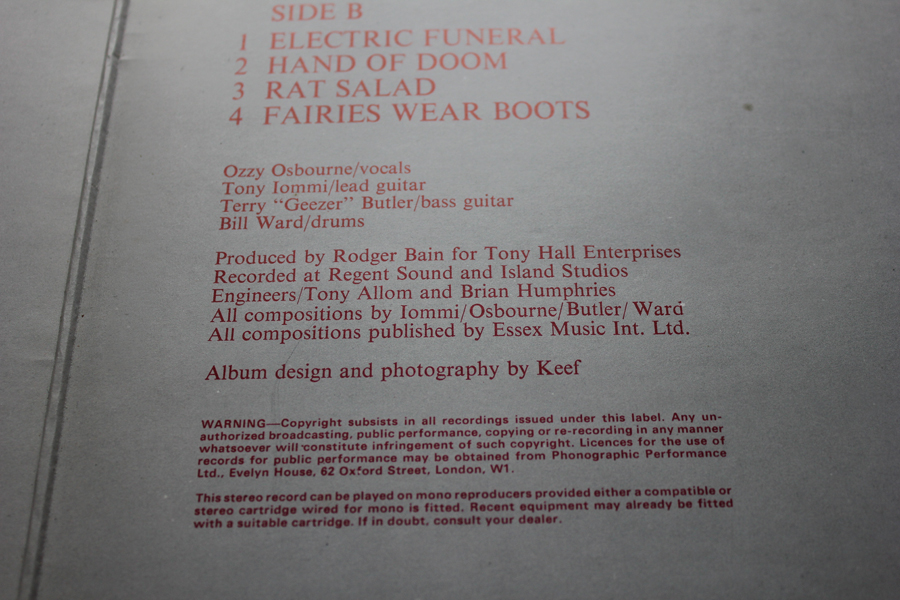 SIDE B
1 ELECTRIC FUNERAL
2 HAND OF DOOM
3 RAT SALAD
4 FAIRIES WEAR BOOTS
Ozzy Osbourne/vocals
Tony Iommi/lead guitar
Terry “Geezer” Butler/bass guitar
Bill Ward/drums
Produced by Rodger Bain for Tony Hall Enterprises
Recorded at Regent Sound and Island Studios
Engineers/Tony Allom and Brian Humphries
All compositions by Iommi/Osbourne/Butler/Ward
All compositions published by Essex Music Int. Ltd.
Album design and photography by Keef
WARNING—Copyright subsists in all recordings issued under this label. Any un-
authorized broadcasting, public performance, copying or re-recording in any manner
whatsoever will constitute infringement of such copyright. Licences for the use of
records for public performance may be obtained from Phonographic Performance
Ltd., Evelyn House, 62 Oxford Street, London, W1.
This stereo record can be played on mono reproducers provided either a compatible or
stereo cartridge wired for mono is fitted. Recent equipment may already be fitted
with a suitable cartridge. If in doubt, consult your dealer.